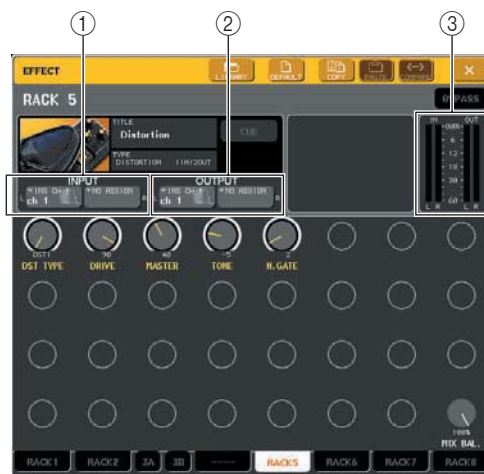 ① ② ③
EFFECT LIBRARY DEFAULT COPY PASTE COMPARE ×
RACK 5 BYPASS
TITLE
Distortion CUE
TYPE
DISTORTION 1IN/2OUT
IN OUT
OVER
6
12
18
30
60
L R L R
INPUT OUTPUT
L INS CH 1 NO ASSIGN R L INS CH 1 NO ASSIGN R
ch 1 ch 1
DST1 90 40 -5 2
DST TYPE DRIVE MASTER TONE N.GATE
100%
MIX BAL.
RACK1 RACK2 3A 3B ---- RACK5 RACK6 RACK7 RACK8